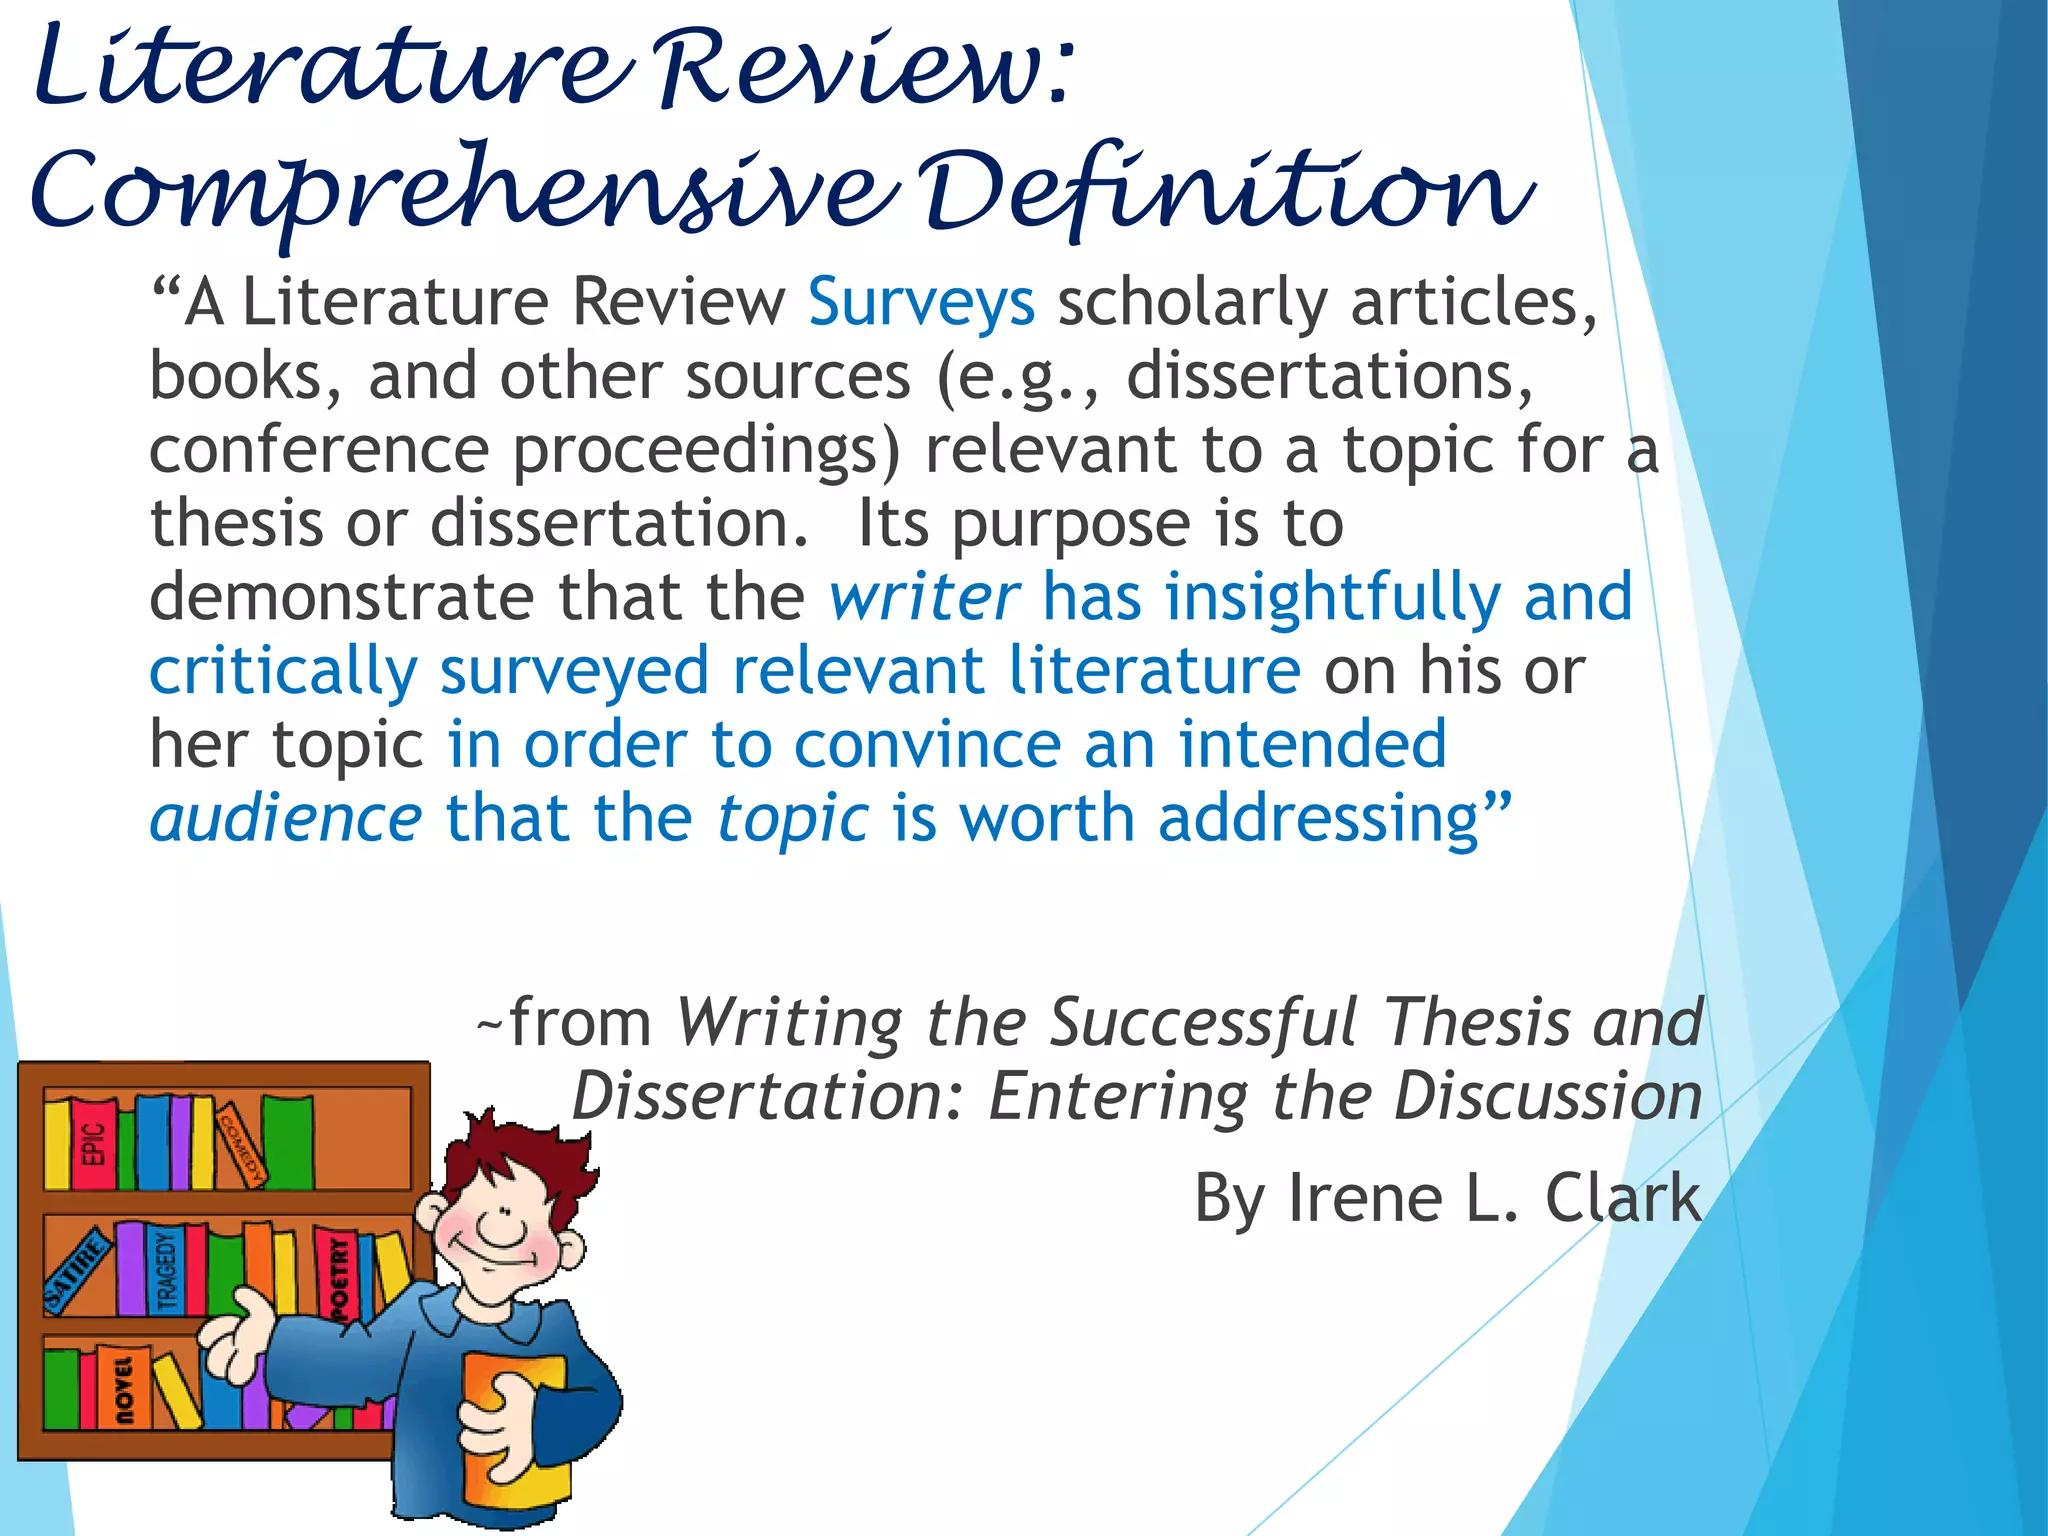 Literature Review:
Comprehensive Definition
“A Literature Review Surveys scholarly articles,
books, and other sources (e.g., dissertations,
conference proceedings) relevant to a topic for a
thesis or dissertation.  Its purpose is to
demonstrate that the writer has insightfully and
critically surveyed relevant literature on his or
her topic in order to convince an intended
audience that the topic is worth addressing”
~from Writing the Successful Thesis and
Dissertation: Entering the Discussion
By Irene L. Clark
EPIC
COMEDY
SATIRE
TRAGEDY
POETRY
NOVEL